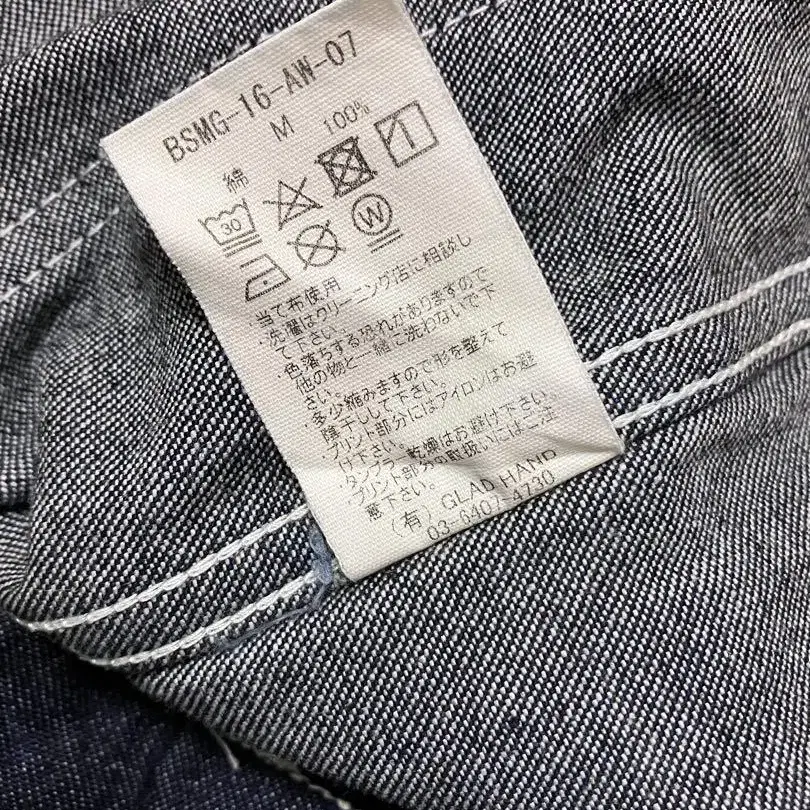 BSMG-16-AW-07
M
綿 100%
30
W
・当て布使用
・洗濯はクリーニング店に相談し
て下さい。
・色落ちする恐れがありますので
他の物と一緒に洗わないで下
さい。
・多少縮みますので形を整えて
陰干しして下さい。
・プリント部分にはアイロンはお避
け下さい。
・タンブラー乾燥はお避け下さい。
・プリント部分の取扱いにはご注
意下さい。
(有) GLAD HAND
03-6407-4730